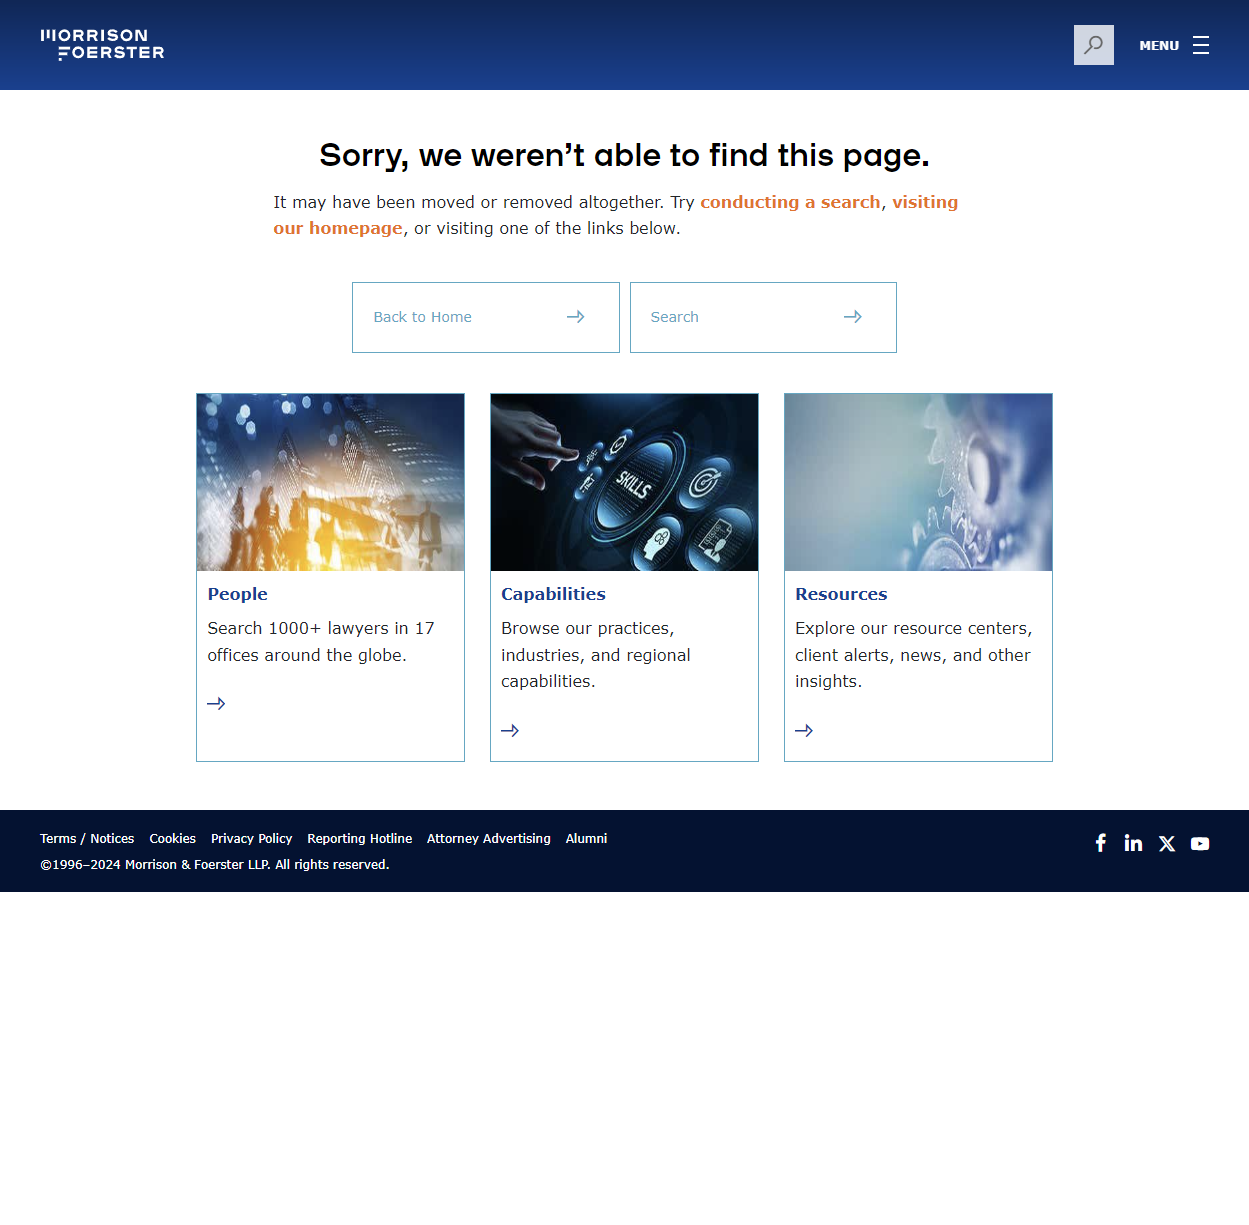 MORRISON
FOERSTER
MENU
Sorry, we weren’t able to find this page.
It may have been moved or removed altogether. Try conducting a search, visiting
our homepage, or visiting one of the links below.
Back to Home
Search
SKILLS
People
Search 1000+ lawyers in 17
offices around the globe.
Capabilities
Browse our practices,
industries, and regional
capabilities.
Resources
Explore our resource centers,
client alerts, news, and other
insights.
Terms / Notices Cookies Privacy Policy Reporting Hotline Attorney Advertising Alumni
©1996–2024 Morrison & Foerster LLP. All rights reserved.